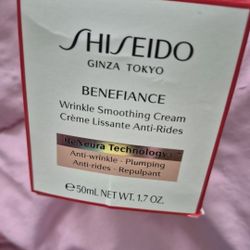 SHISEIDO
GINZA TOKYO
BENEFIANCE
Wrinkle Smoothing Cream
Crème Lissante Anti-Rides
ReNeura Technology++
Anti-wrinkle - Plumping
Anti-rides - Repulpant
℮50mL NET WT. 1.7 OZ.